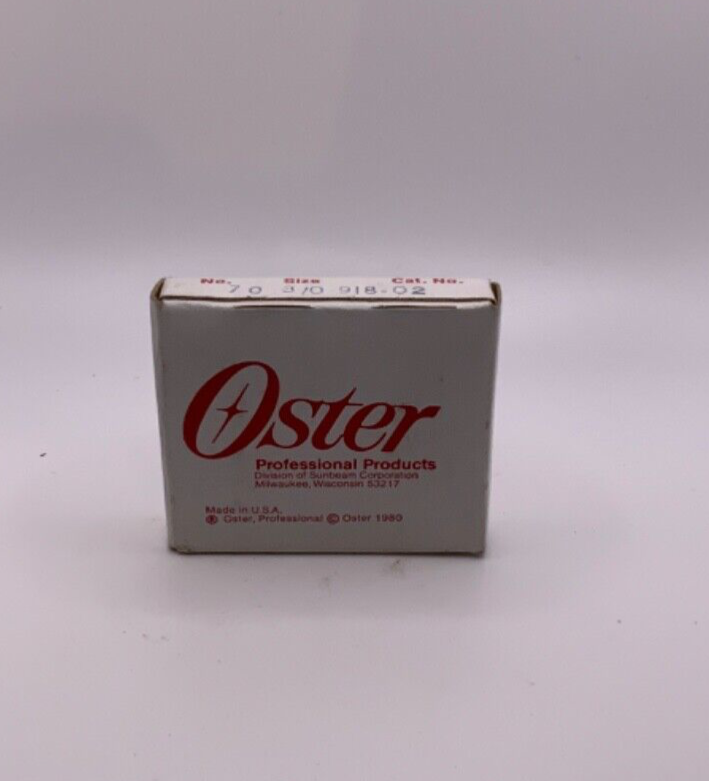 No. Size Cat. No.
70 3/0 918-02
Oster
Professional Products
Division of Sunbeam Corporation
Milwaukee, Wisconsin 53217
Made in U.S.A.
® Oster, Professional © Oster 1980